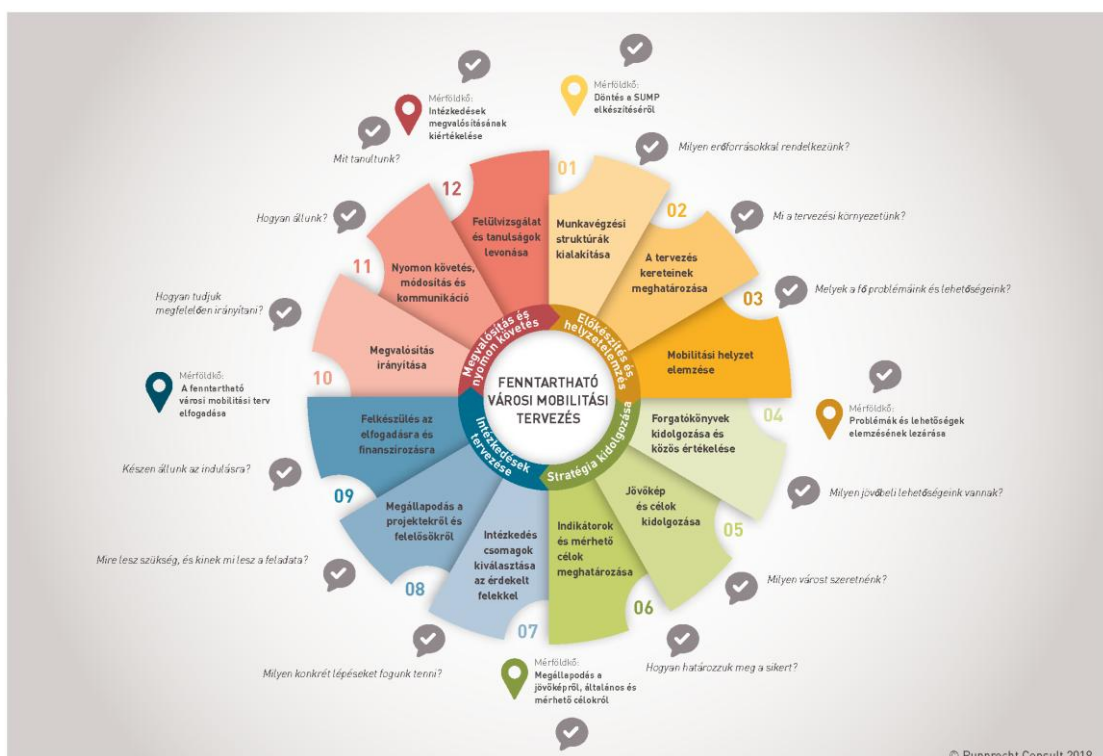 Mérföldkő:
Döntés a SUMP
elkészítéséről
Milyen erőforrásokkal rendelkezünk?
01
Munkavégzési
struktúrák
kialakítása
Mi a tervezési környezetünk?
02
A tervezés
kereteinek
meghatározása
Melyek a fő problémáink és lehetőségeink?
03
Mobilitási helyzet
elemzése
Mérföldkő:
Problémák és lehetőségek
elemzésének lezárása
04
Forgatókönyvek
kidolgozása és
közös értékelése
Milyen jövőbeli lehetőségeink vannak?
05
Jövőkép
és célok
kidolgozása
Milyen várost szeretnénk?
06
Indikátorok
és mérhető
célok
meghatározása
Hogyan határozzuk meg a sikert?
Mérföldkő:
Megállapodás a
jövőképről, általános és
mérhető célokról
07
Intézkedés
csomagok
kiválasztása
az érdekelt
felekkel
Milyen konkrét lépéseket fogunk tenni?
08
Megállapodás a
projektekről és
felelősökről
Mire lesz szükség, és kinek mi lesz a feladata?
09
Felkészülés az
elfogadásra és
finanszírozásra
Készen állunk az indulásra?
Mérföldkő:
A fenntartható
városi mobilitási terv
elfogadása
10
Megvalósítás
irányítása
Hogyan tudjuk
megfelelően irányítani?
11
Nyomon követés,
módosítás és
kommunikáció
Hogyan állunk?
12
Felülvizsgálat
és tanulságok
levonása
Mit tanultunk?
Mérföldkő:
Intézkedések
megvalósításának
kiértékelése
Előkészítés és
helyzetelemzés
Stratégia kidolgozása
Intézkedések
tervezése
Megvalósítás és
nyomon követés
FENNTARTHATÓ
VÁROSI MOBILITÁSI
TERVEZÉS
© Rupprecht Consult 2019